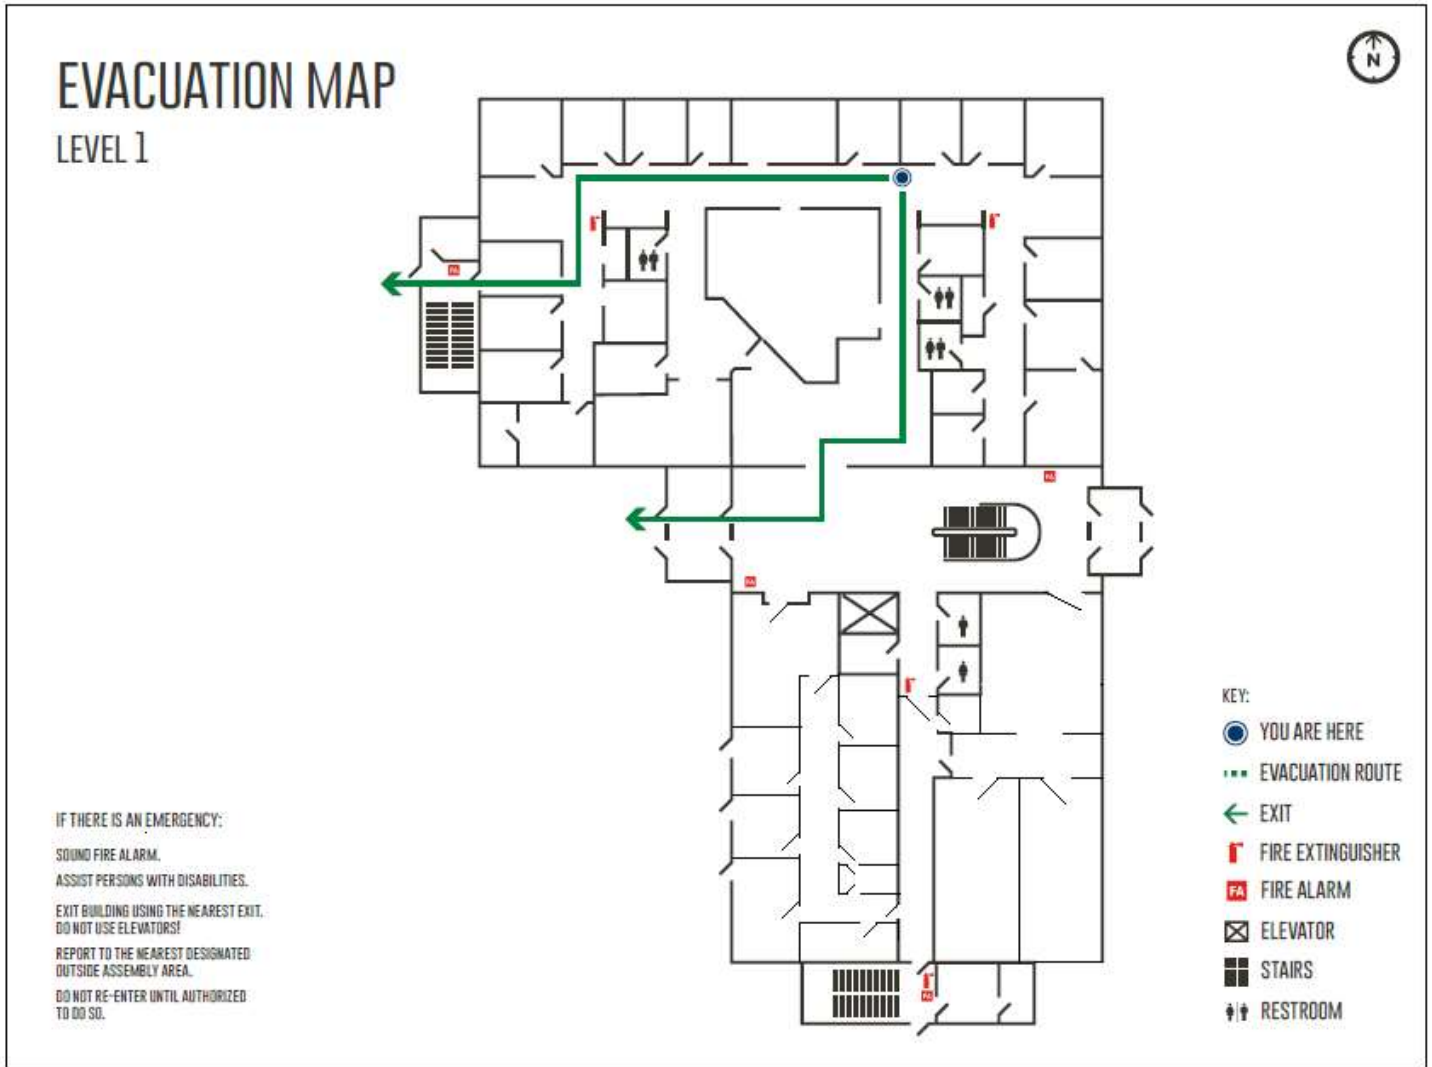 EVACUATION MAP
LEVEL 1
N
FA
FA
FA
FA
KEY:
YOU ARE HERE
EVACUATION ROUTE
EXIT
FIRE EXTINGUISHER
FA FIRE ALARM
ELEVATOR
STAIRS
RESTROOM
IF THERE IS AN EMERGENCY:
SOUND FIRE ALARM.
ASSIST PERSONS WITH DISABILITIES.
EXIT BUILDING USING THE NEAREST EXIT.
DO NOT USE ELEVATORS!
REPORT TO THE NEAREST DESIGNATED
OUTSIDE ASSEMBLY AREA.
DO NOT RE-ENTER UNTIL AUTHORIZED
TO DO SO.